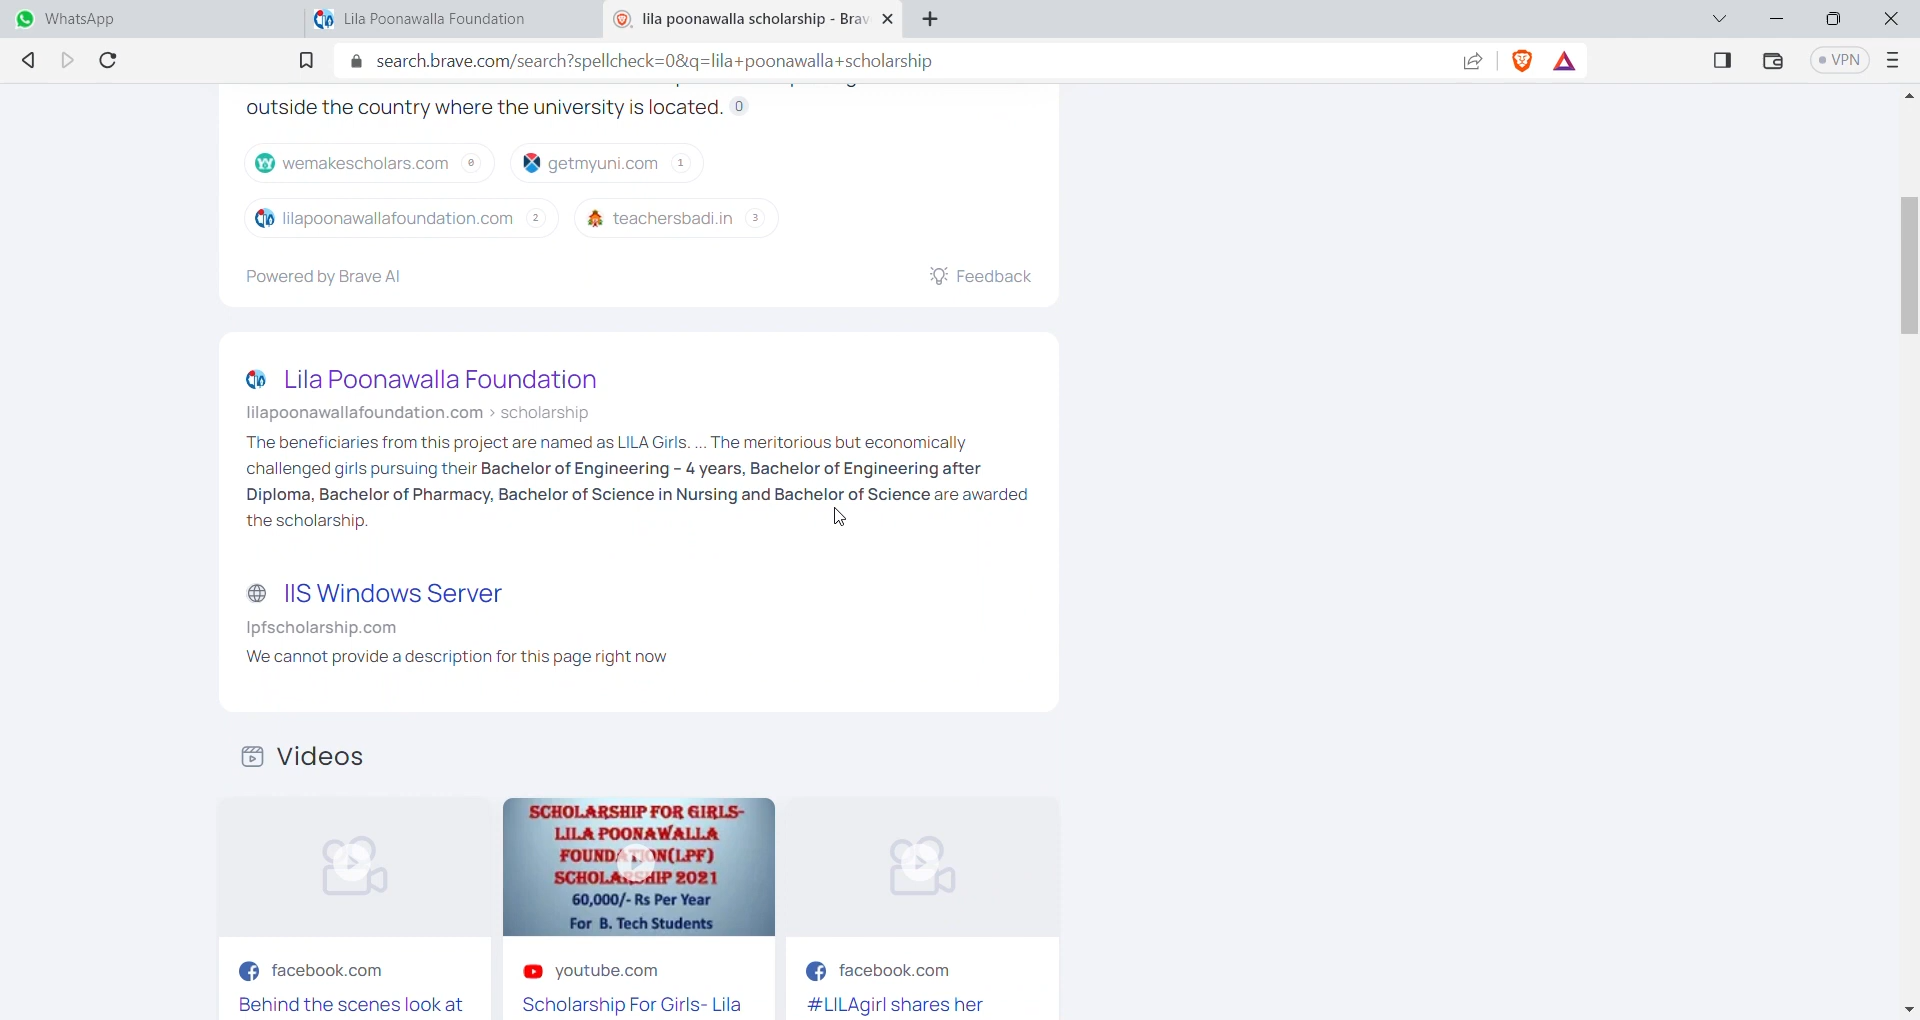 WhatsApp
Lila Poonawalla Foundation
lila poonawalla scholarship - Brav
search.brave.com/search?spellcheck=0&q=lila+poonawalla+scholarship
VPN
outside the country where the university is located. 0
wemakescholars.com 0
getmyuni.com 1
lilapoonawallafoundation.com 2
teachersbadi.in 3
Powered by Brave AI
Feedback
Lila Poonawalla Foundation
lilapoonawallafoundation.com › scholarship
The beneficiaries from this project are named as LILA Girls. ... The meritorious but economically
challenged girls pursuing their Bachelor of Engineering – 4 years, Bachelor of Engineering after
Diploma, Bachelor of Pharmacy, Bachelor of Science in Nursing and Bachelor of Science are awarded
the scholarship.
IIS Windows Server
lpfscholarship.com
We cannot provide a description for this page right now
Videos
SCHOLARSHIP FOR GIRLS-
LILA POONAWALLA
FOUNDATION(LPF)
SCHOLARSHIP 2021
60,000/- Rs Per Year
For B. Tech Students
facebook.com
youtube.com
facebook.com
Behind the scenes look at
Scholarship For Girls- Lila
#LILAgirl shares her